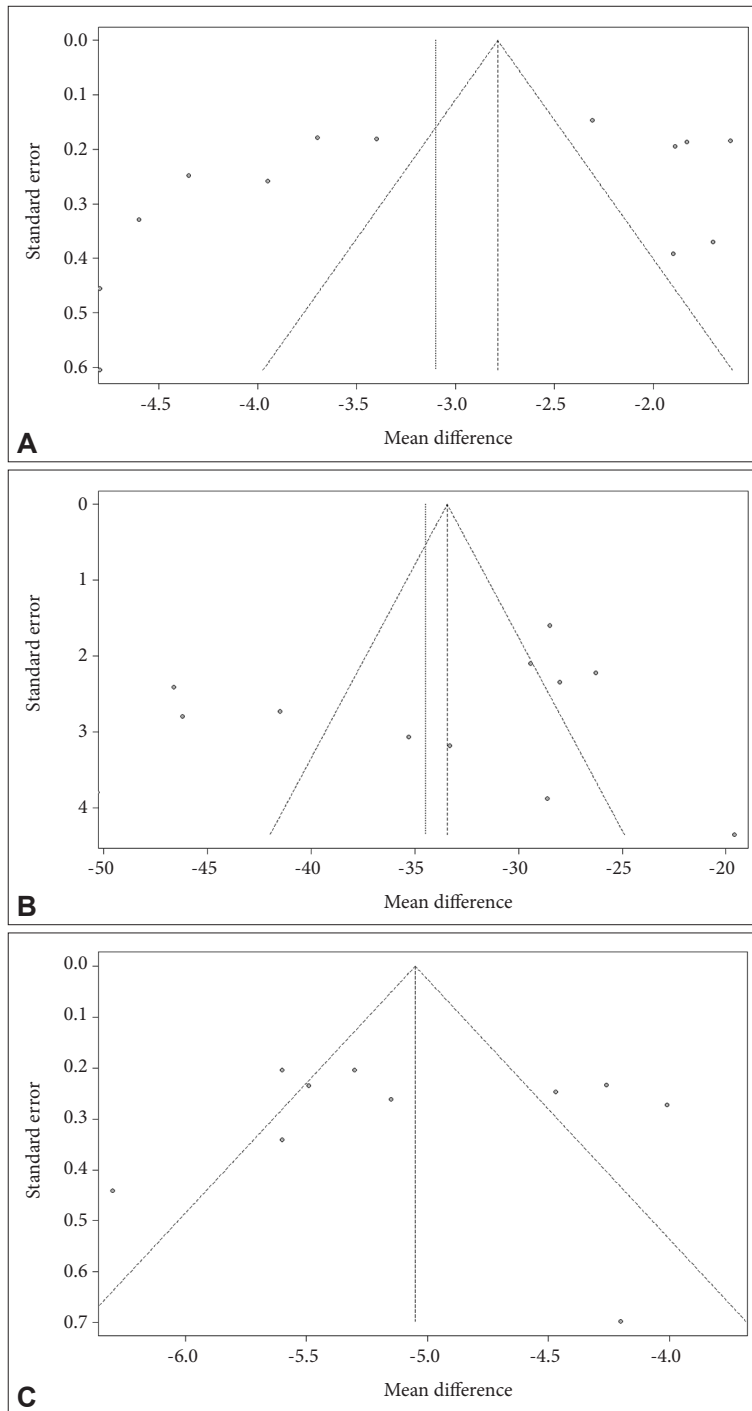 0.0
0.1
0.2
0.3
0.4
0.5
0.6
Standard error
-4.5 -4.0 -3.5 -3.0 -2.5 -2.0
Mean difference
A
0
1
2
3
4
Standard error
-50 -45 -40 -35 -30 -25 -20
Mean difference
B
0.0
0.1
0.2
0.3
0.4
0.5
0.6
0.7
Standard error
-6.0 -5.5 -5.0 -4.5 -4.0
Mean difference
C